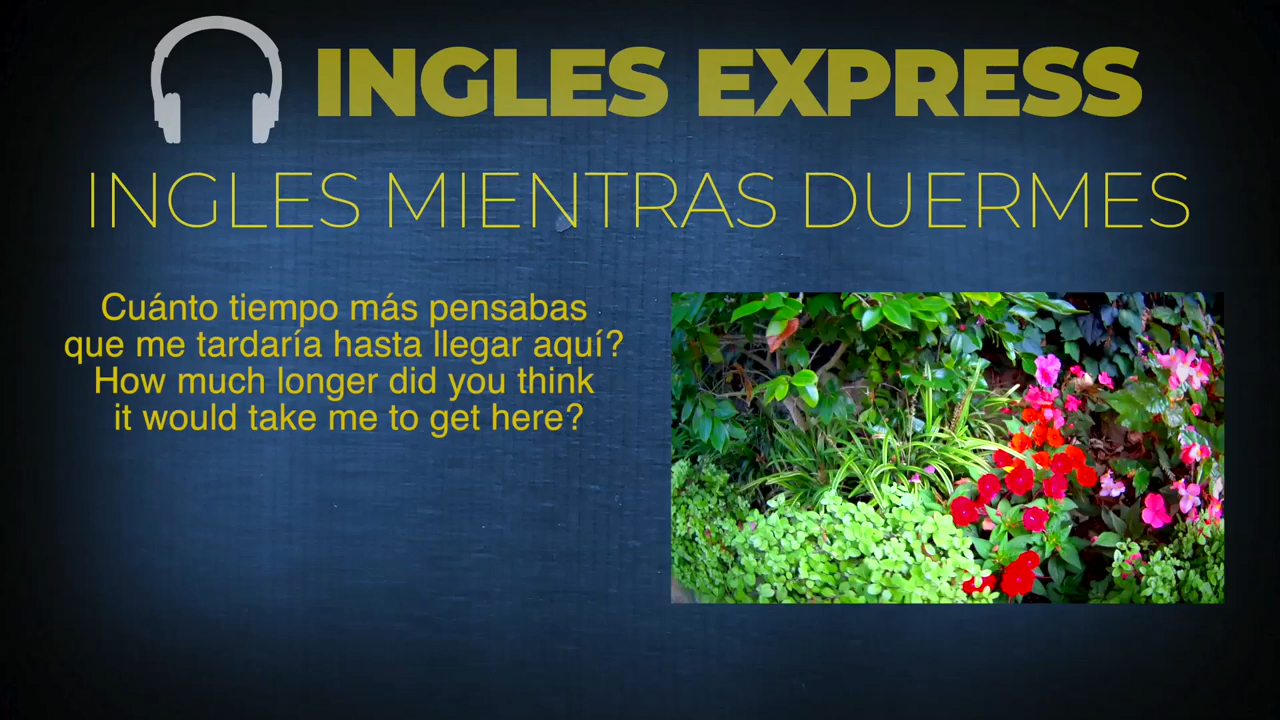 INGLES EXPRESS
INGLES MIENTRAS DUERMES
Cuánto tiempo más pensabas
que me tardaría hasta llegar aquí?
How much longer did you think
it would take me to get here?